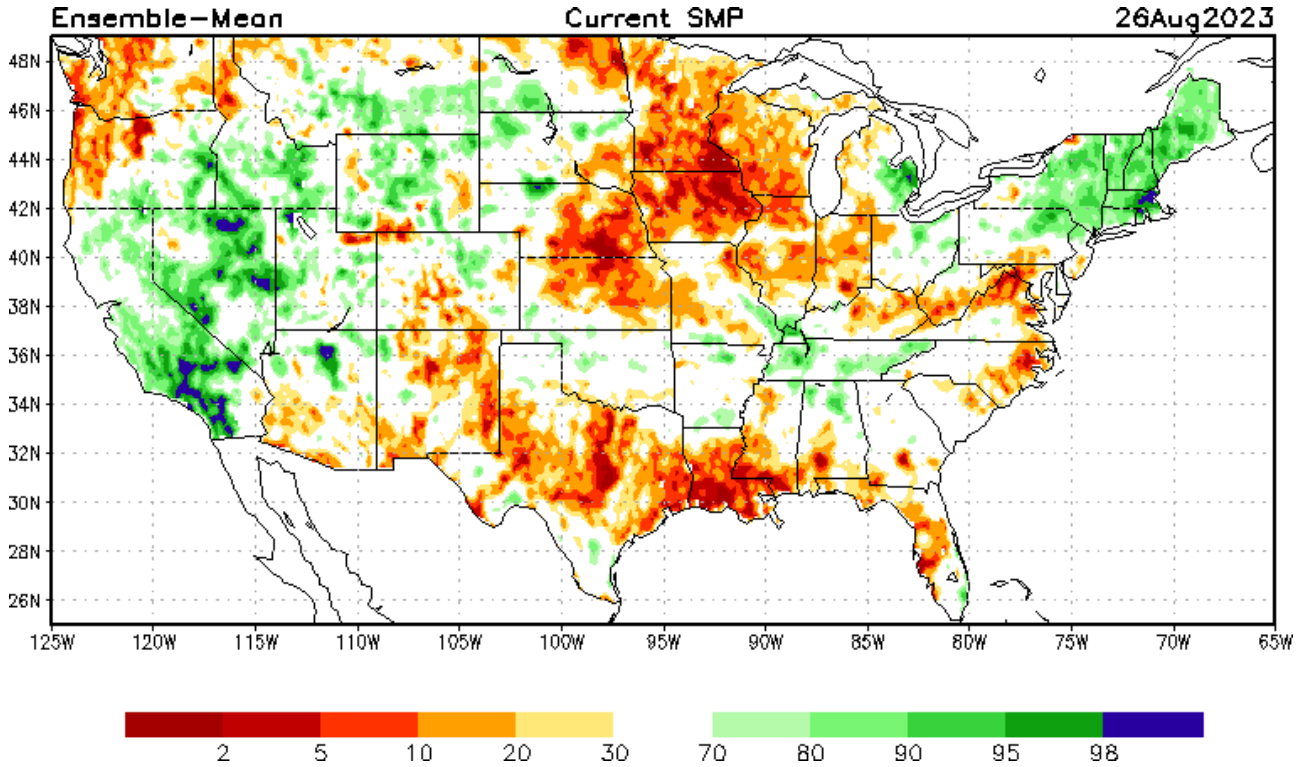 Ensemble-Mean Current SMP 26Aug2023
48N
46N
44N
42N
40N
38N
36N
34N
32N
30N
28N
26N
125W 120W 115W 110W 105W 100W 95W 90W 85W 80W 75W 70W 65W
2 5 10 20 30 70 80 90 95 98